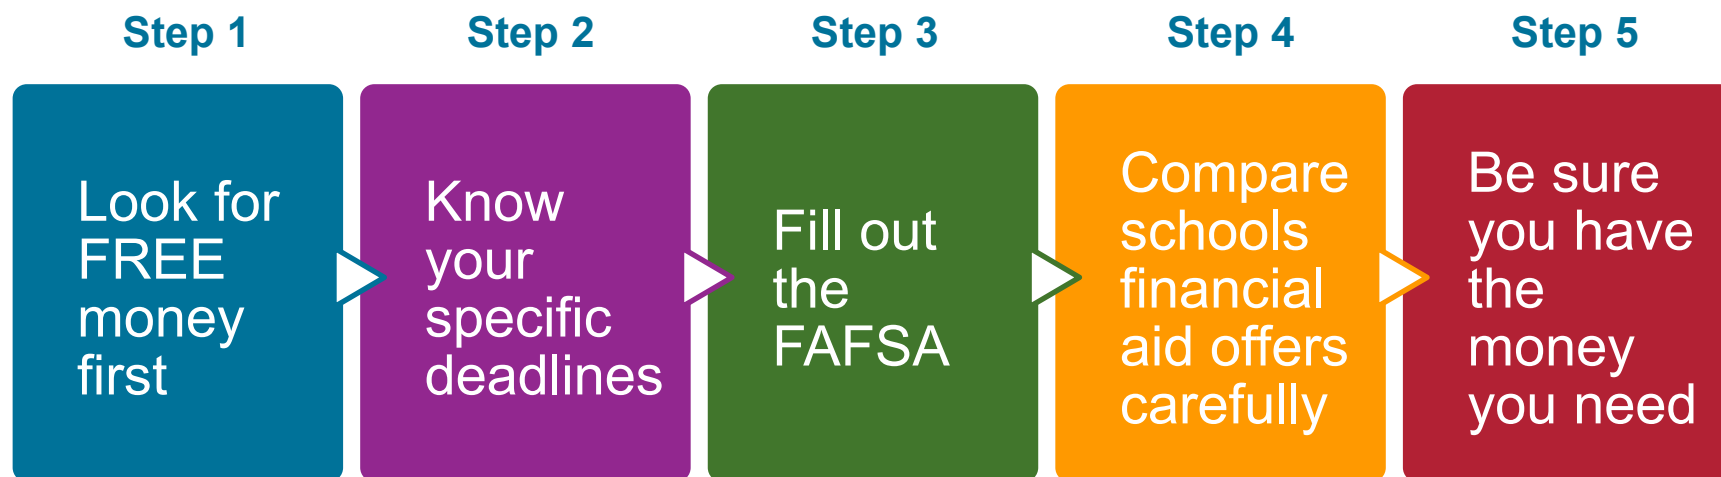 Step 1
Look for
FREE
money
first
Step 2
Know
your
specific
deadlines
Step 3
Fill out
the
FAFSA
Step 4
Compare
schools
financial
aid offers
carefully
Step 5
Be sure
you have
the
money
you need